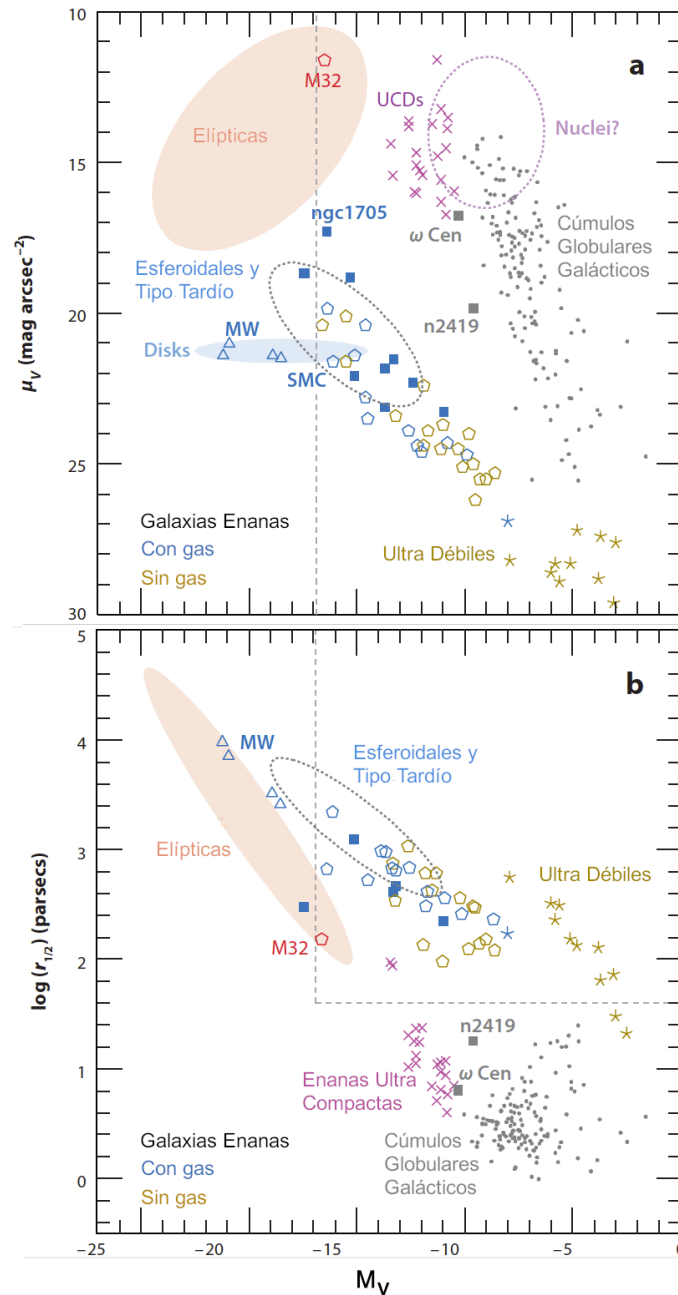 10
15
20
25
30
μV (mag arcsec−2)
a
M32
UCDs
Nuclei?
Elípticas
ngc1705
ω Cen
Cúmulos
Globulares
Galácticos
Esferoidales y
Tipo Tardío
n2419
MW
Disks
SMC
Galaxias Enanas
Con gas
Sin gas
Ultra Débiles
5
4
3
2
1
0
log (r1/2) (parsecs)
b
MW
Esferoidales y
Tipo Tardío
Elípticas
Ultra Débiles
M32
n2419
ω Cen
Enanas Ultra
Compactas
Galaxias Enanas
Con gas
Sin gas
Cúmulos
Globulares
Galácticos
−25
−20
−15
−10
−5
0
MV